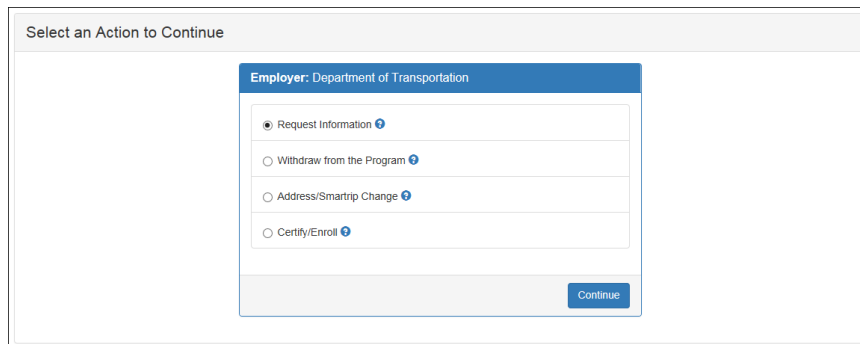 Select an Action to Continue
Employer: Department of Transportation
Request Information ?
Withdraw from the Program ?
Address/Smartrip Change ?
Certify/Enroll ?
Continue